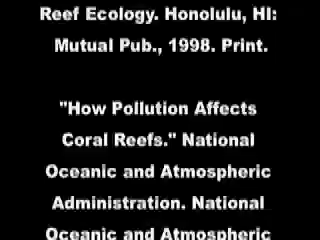 Reef Ecology. Honolulu, HI:
Mutual Pub., 1998. Print.
"How Pollution Affects
Coral Reefs." National
Oceanic and Atmospheric
Administration. National
Oceanic and Atmospheric